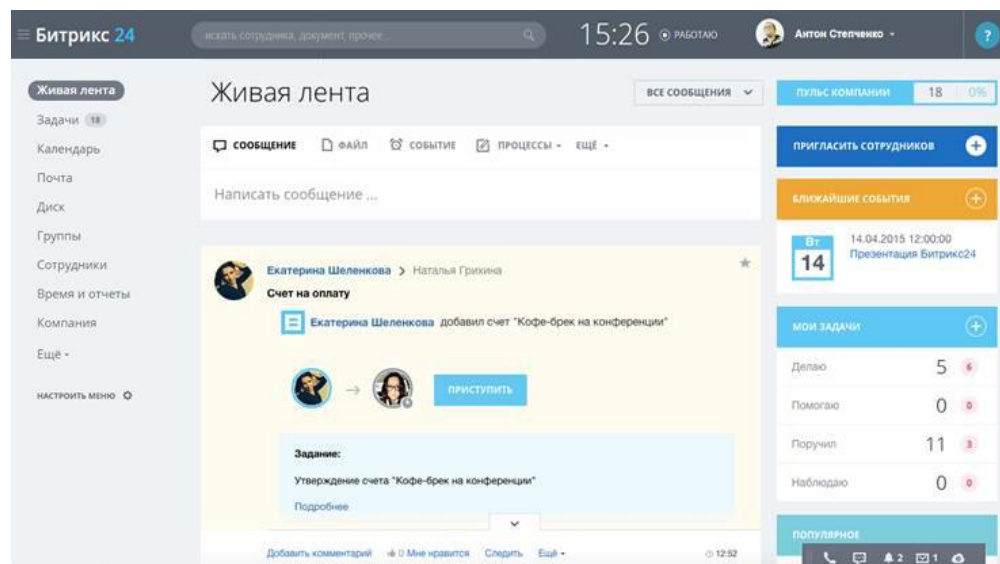 Битрикс 24
искать сотрудника, документ, прочее...
15:26 РАБОТАЮ
Антон Степченко
?
Живая лента
Задачи 18
Календарь
Почта
Диск
Группы
Сотрудники
Время и отчеты
Компания
Ещё
НАСТРОИТЬ МЕНЮ
Живая лента
ВСЕ СООБЩЕНИЯ
СООБЩЕНИЕ ФАЙЛ СОБЫТИЕ ПРОЦЕССЫ ЕЩЁ
Написать сообщение ...
Екатерина Шеленкова > Наталья Грихина
Счет на оплату
Екатерина Шеленкова добавил счет "Кофе-брек на конференции"
ПРИСТУПИТЬ
Задание:
Утверждение счета "Кофе-брек на конференции"
Подробнее
Добавить комментарий 0 Мне нравится Следить Ещё 12:52
ПУЛЬС КОМПАНИИ 18 0%
ПРИГЛАСИТЬ СОТРУДНИКОВ
БЛИЖАЙШИЕ СОБЫТИЯ
Вт
14
14.04.2015 12:00:00
Презентация Битрикс24
МОИ ЗАДАЧИ
Делаю 5 6
Помогаю 0 0
Поручил 11 3
Наблюдаю 0 0
ПОПУЛЯРНОЕ
2 1